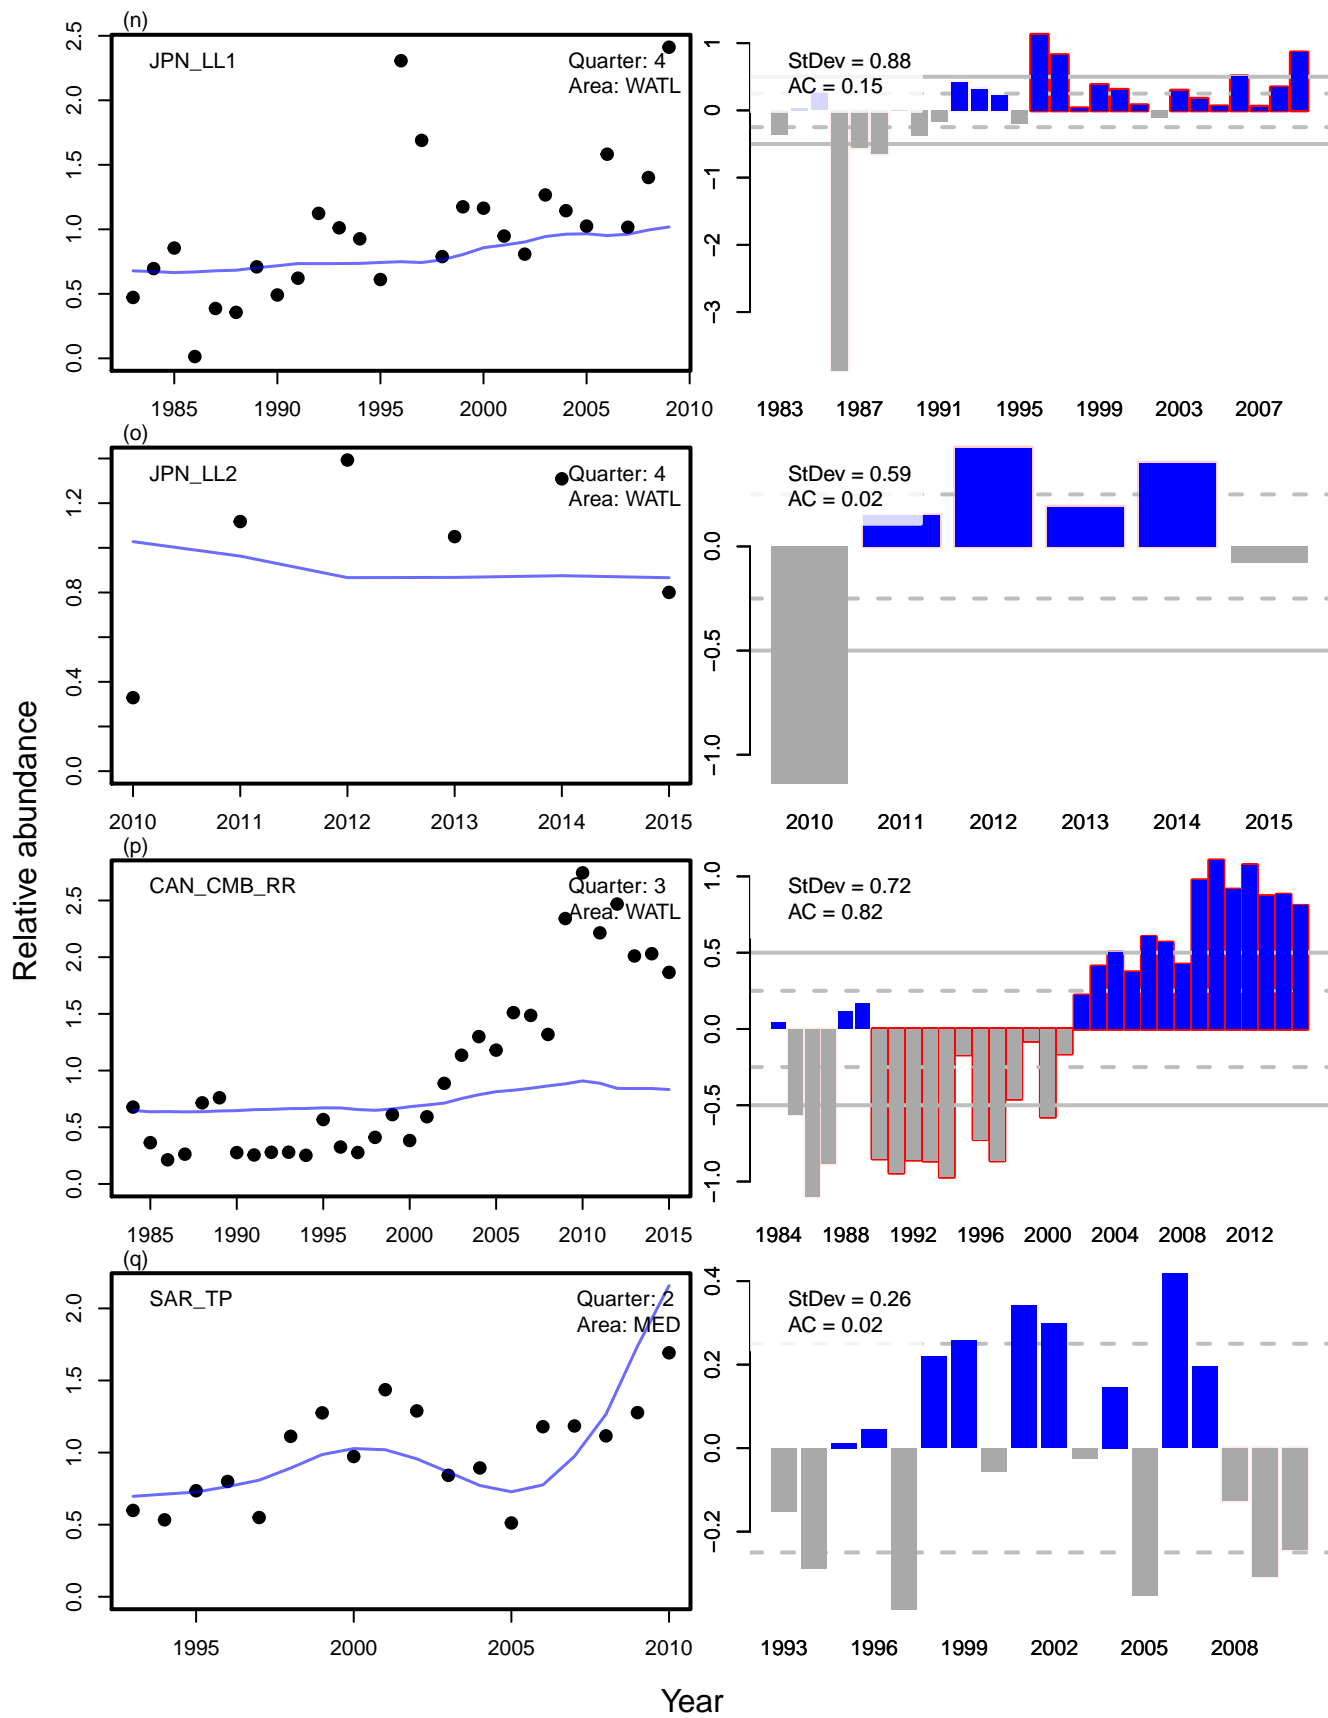 (n)
JPN_LL1
Quarter: 4
Area: WATL
0.0 0.5 1.0 1.5 2.0 2.5
1985 1990 1995 2000 2005 2010
StDev = 0.88
AC = 0.15
−3 −2 −1 0 1
1983 1987 1991 1995 1999 2003 2007
(o)
JPN_LL2
Quarter: 4
Area: WATL
0.0 0.4 0.8 1.2
2010 2011 2012 2013 2014 2015
StDev = 0.59
AC = 0.02
−1.0 −0.5 0.0
2010 2011 2012 2013 2014 2015
(p)
CAN_CMB_RR
Quarter: 3
Area: WATL
0.0 0.5 1.0 1.5 2.0 2.5
1985 1990 1995 2000 2005 2010 2015
StDev = 0.72
AC = 0.82
−1.0 −0.5 0.0 0.5 1.0
1984 1988 1992 1996 2000 2004 2008 2012
(q)
SAR_TP
Quarter: 2
Area: MED
0.0 0.5 1.0 1.5 2.0
1995 2000 2005 2010
StDev = 0.26
AC = 0.02
−0.2 0.0 0.2 0.4
1993 1996 1999 2002 2005 2008
Relative abundance
Year